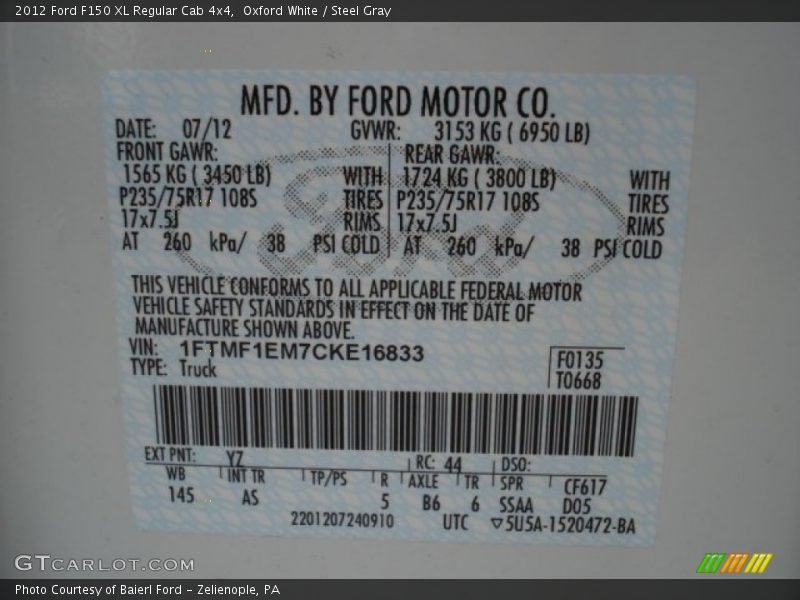 2012 Ford F150 XL Regular Cab 4x4,  Oxford White / Steel Gray
MFD. BY FORD MOTOR CO.
DATE: 07/12 GVWR: 3153 KG ( 6950 LB)
FRONT GAWR: REAR GAWR:
1565 KG ( 3450 LB) WITH 1724 KG ( 3800 LB) WITH
P235/75R17 108S TIRES P235/75R17 108S TIRES
17x7.5J RIMS 17x7.5J RIMS
AT 260 kPa/ 38 PSI COLD AT 260 kPa/ 38 PSI COLD
THIS VEHICLE CONFORMS TO ALL APPLICABLE FEDERAL MOTOR
VEHICLE SAFETY STANDARDS IN EFFECT ON THE DATE OF
MANUFACTURE SHOWN ABOVE.
VIN: 1FTMF1EM7CKE16833
TYPE: Truck
F0135
T0668
EXT PNT: YZ RC: 44 DSO:
WB INT TR TP/PS R AXLE TR SPR CF617
145 AS 5 B6 6 SSAA D05
2201207240910 UTC ▽5U5A-1520472-BA
GTCARLOT.COM
Photo Courtesy of Baierl Ford - Zelienople, PA